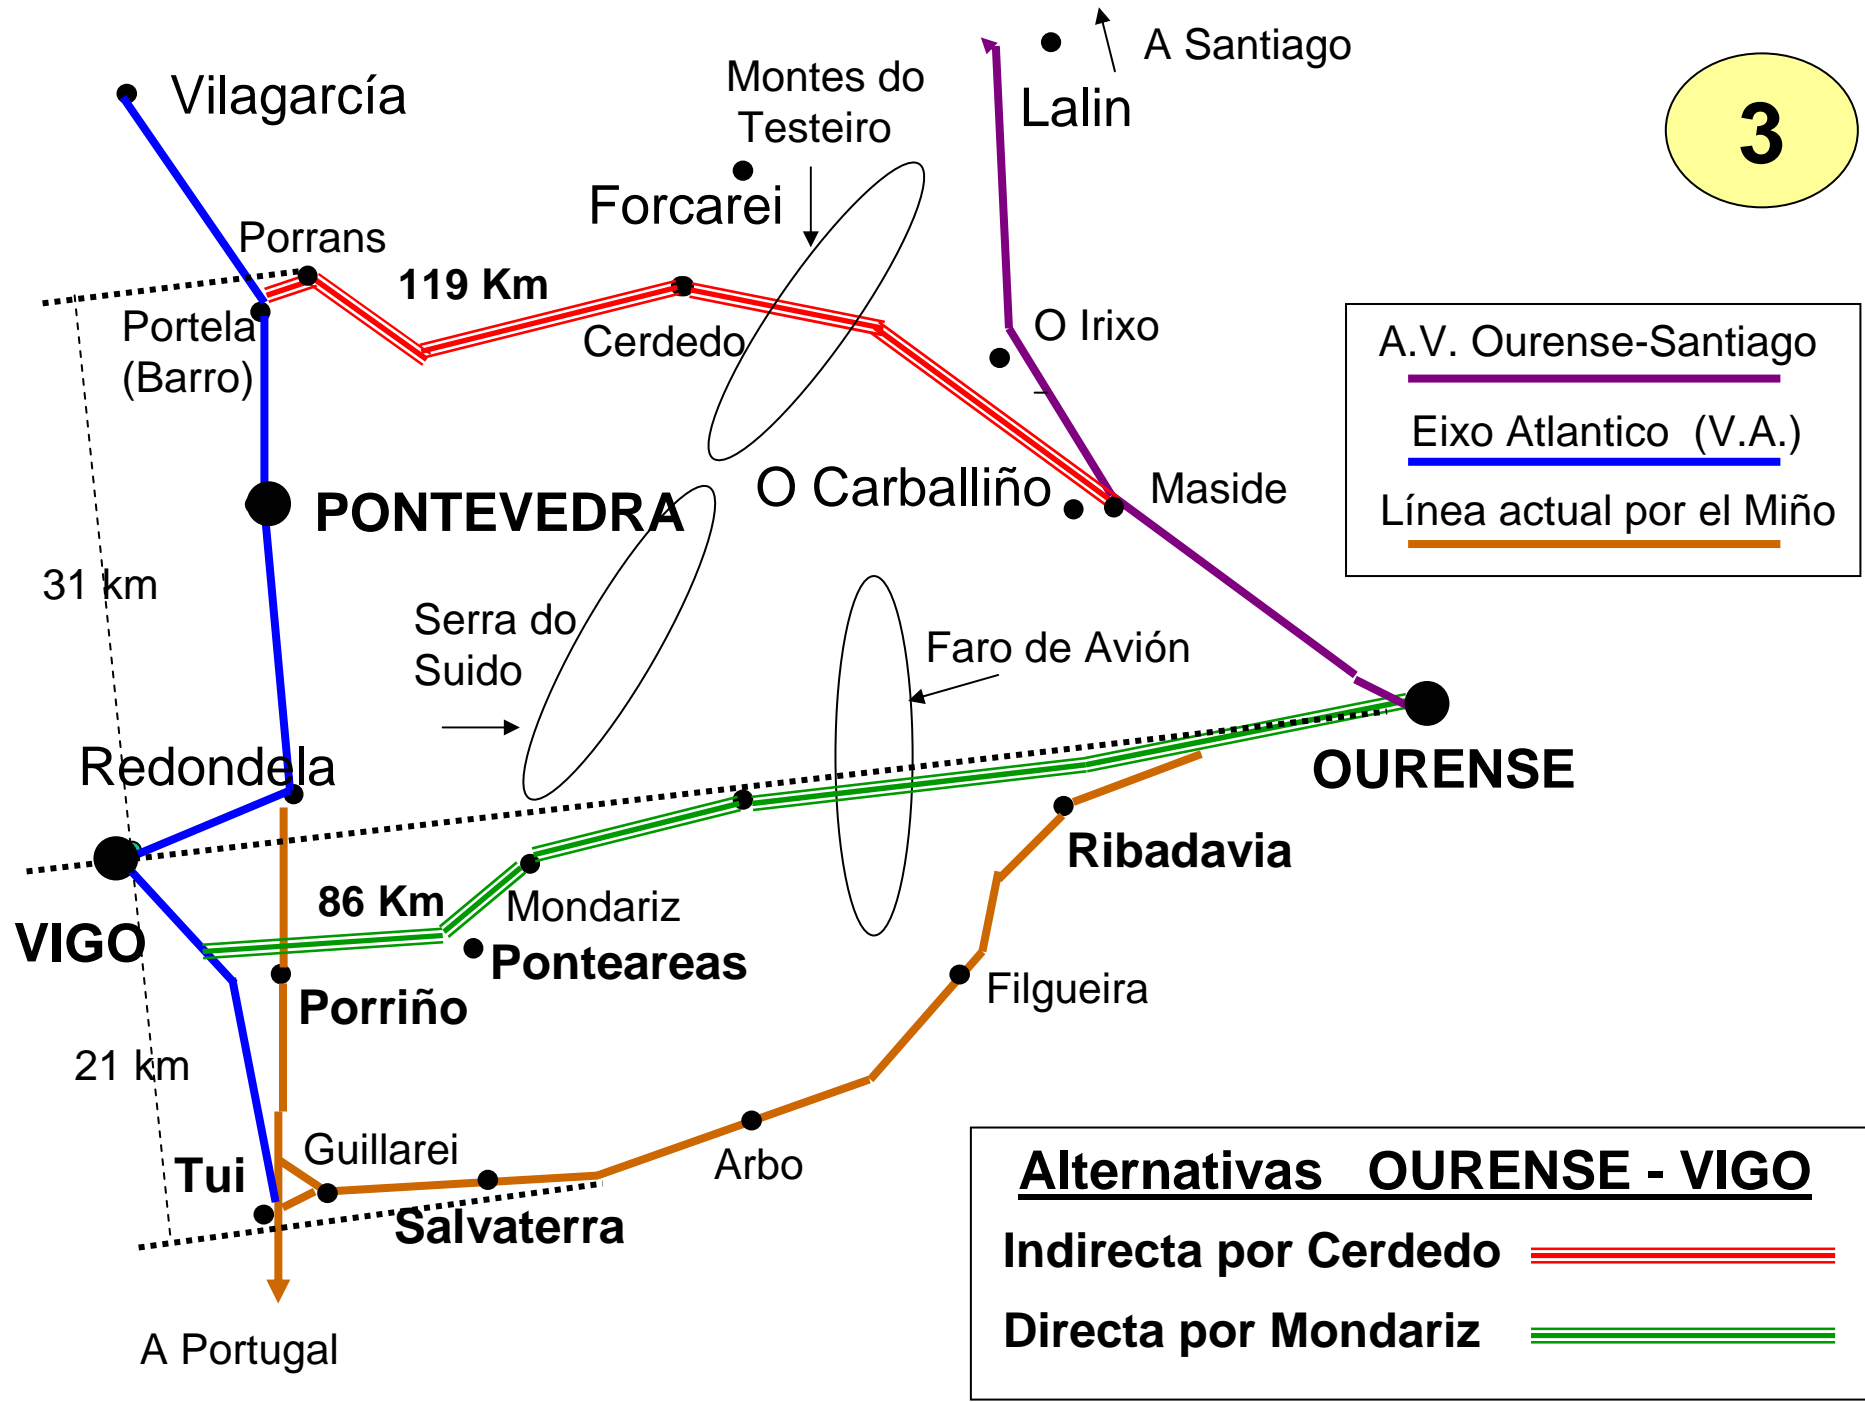 A Santiago
Montes do
Testeiro
Vilagarcía
Lalin
3
Forcarei
Porrans
119 Km
Portela
(Barro)
Cerdedo
O Irixo
A.V. Ourense-Santiago
Eixo Atlantico (V.A.)
Línea actual por el Miño
O Carballiño
Maside
PONTEVEDRA
31 km
Serra do
Suido
Faro de Avión
Redondela
OURENSE
Ribadavia
86 Km
Mondariz
VIGO
Ponteareas
Porriño
Filgueira
21 km
Guillarei
Tui
Arbo
Salvaterra
A Portugal
Alternativas OURENSE - VIGO
Indirecta por Cerdedo
Directa por Mondariz